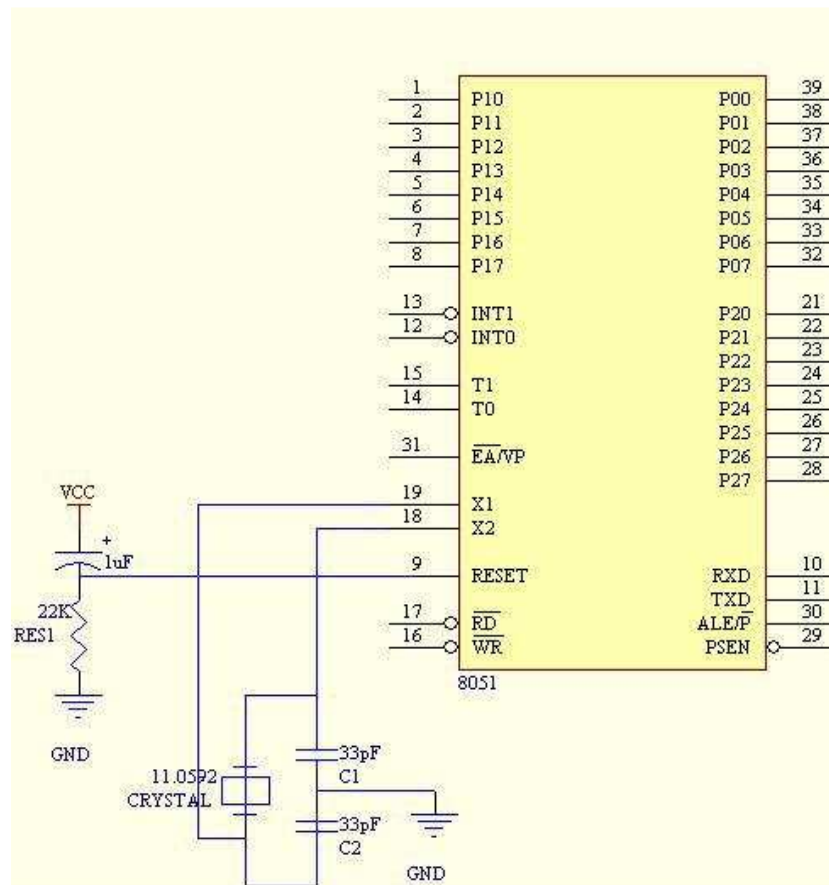 1 P10 P00 39
2 P11 P01 38
3 P12 P02 37
4 P13 P03 36
5 P14 P04 35
6 P15 P05 34
7 P16 P06 33
8 P17 P07 32
13 INT1 P20 21
12 INT0 P21 22
P22 23
15 T1 P23 24
14 T0 P24 25
P25 26
31 EA/VP P26 27
P27 28
VCC
19 X1
18 X2
+
1uF
9 RESET RXD 10
TXD 11
22K
RES1
17 RD ALE/P 30
16 WR PSEN 29
8051
GND
33pF
C1
11.0592
CRYSTAL
33pF
C2
GND